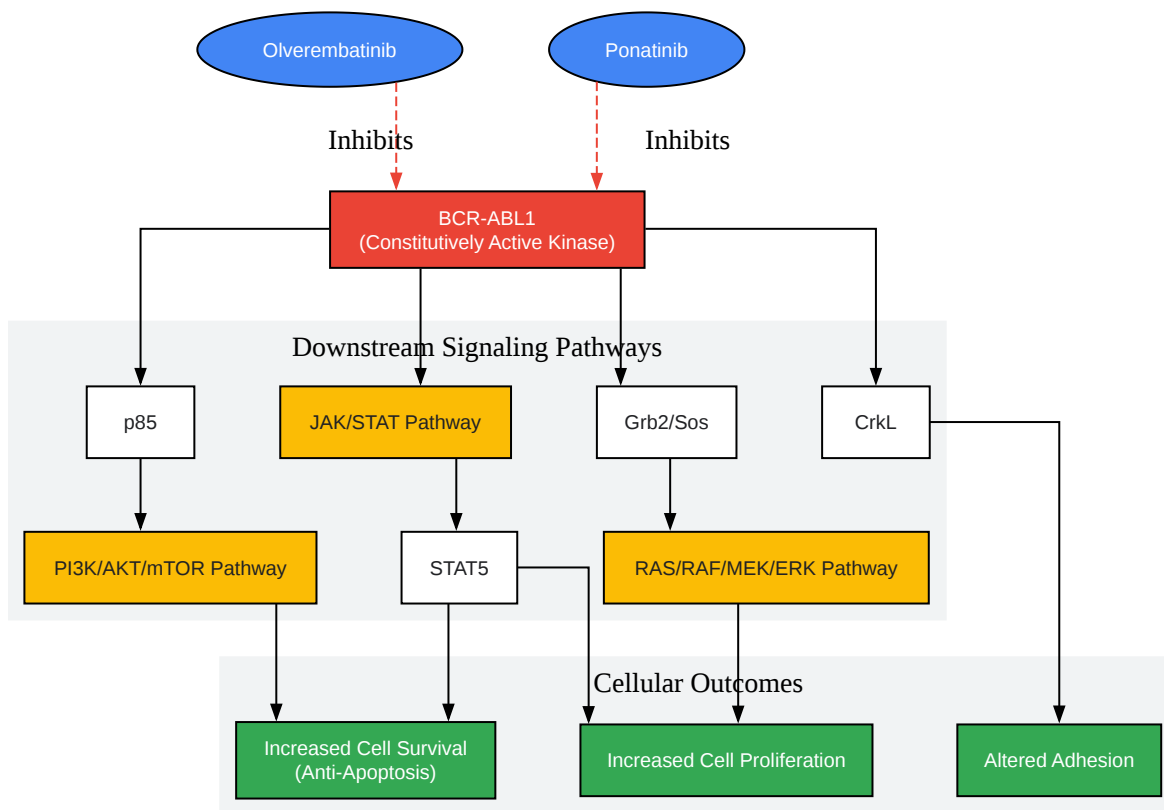 Olverembatinib
Ponatinib
Inhibits
Inhibits
BCR-ABL1
(Constitutively Active Kinase)
Downstream Signaling Pathways
p85
JAK/STAT Pathway
Grb2/Sos
CrkL
PI3K/AKT/mTOR Pathway
STAT5
RAS/RAF/MEK/ERK Pathway
Cellular Outcomes
Increased Cell Survival
(Anti-Apoptosis)
Increased Cell Proliferation
Altered Adhesion